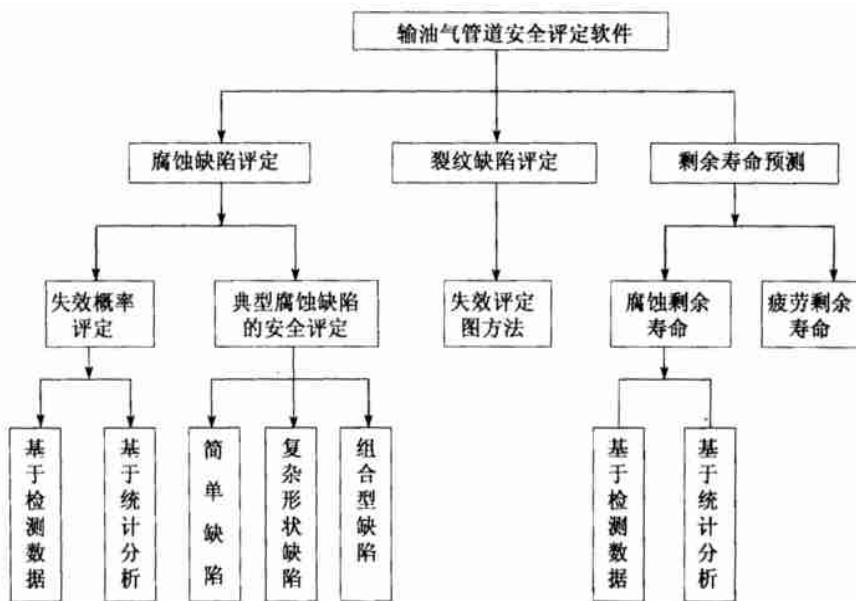 输油气管道安全评定软件
腐蚀缺陷评定
裂纹缺陷评定
剩余寿命预测
失效概率
评定
典型腐蚀缺陷
的安全评定
失效评定
图方法
腐蚀剩余
寿命
疲劳剩余
寿命
基于检测数据
基于统计分析
简单缺陷
复杂形状缺陷
组合型缺陷
基于检测数据
基于统计分析